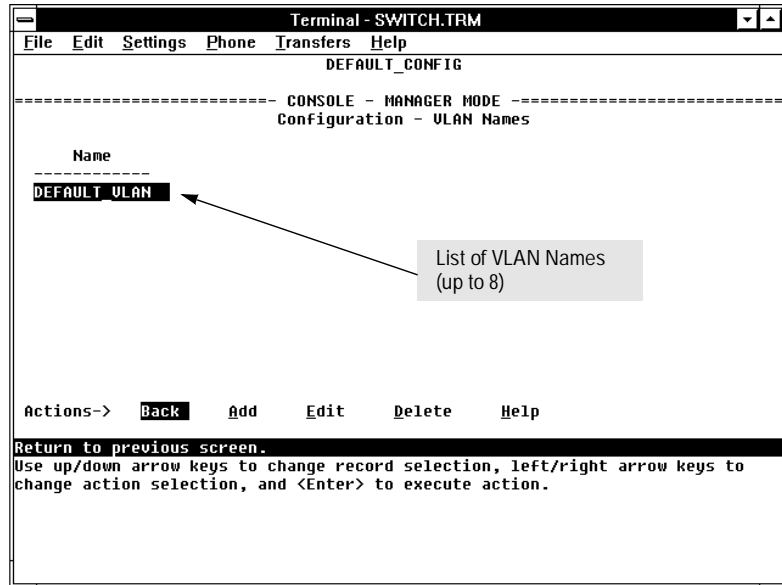 Terminal - SWITCH.TRM
File Edit Settings Phone Transfers Help
DEFAULT_CONFIG
==========================- CONSOLE - MANAGER MODE -===========================
Configuration - VLAN Names
Name
------------
DEFAULT_VLAN
List of VLAN Names
(up to 8)
Actions-> Back Add Edit Delete Help
Return to previous screen.
Use up/down arrow keys to change record selection, left/right arrow keys to
change action selection, and <Enter> to execute action.